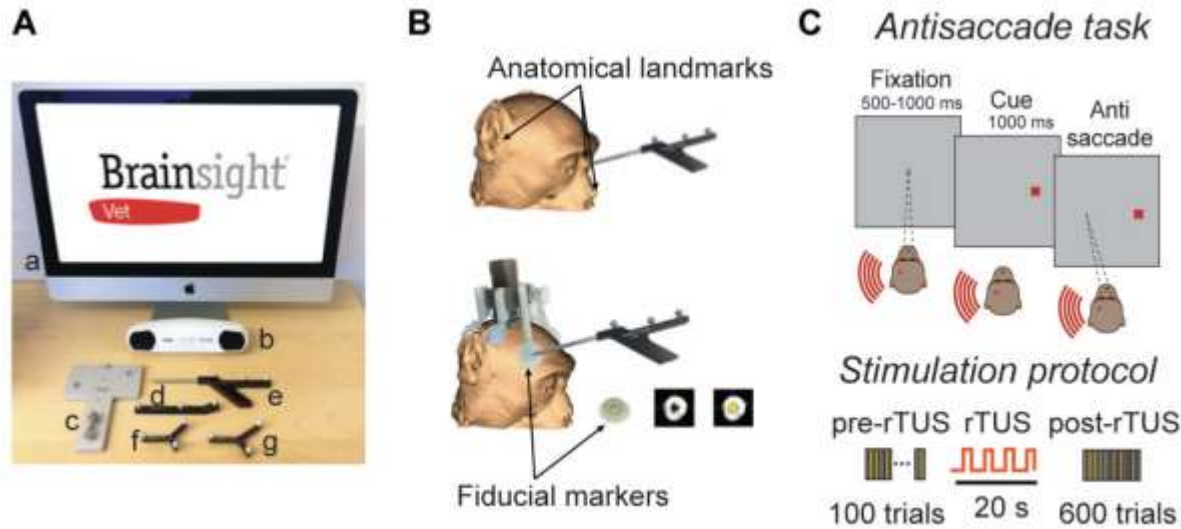 A
Brainsight
Vet
a
b
c
d
e
f
g
B
Anatomical landmarks
Fiducial markers
C
Antisaccade task
Fixation
500-1000 ms
Cue
1000 ms
Anti
saccade
Stimulation protocol
pre-rTUS rTUS post-rTUS
100 trials 20 s 600 trials